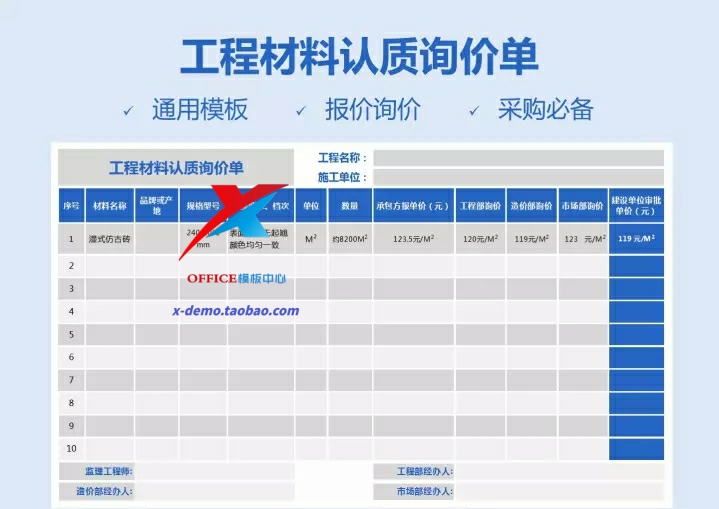 工程材料认质询价单
✓ 通用模板 ✓ 报价询价 ✓ 采购必备
工程材料认质询价单
工程名称：
施工单位：
序号 材料名称 品牌或产地 规格型号 档次 单位 数量 承包方报单价（元） 工程部询价 造价部询价 市场部询价 建设单位审批单价（元）
1 湿式仿古砖 240 mm 表 无起翘 颜色均匀一致 M² 约8200M² 123.5元/M² 120元/M² 119元/M² 123 元/M² 119 元/M²
2
OFFICE模板中心
3
4
x-demo.taobao.com
5
6
7
8
9
10
监理工程师: 工程部经办人:
造价部经办人: 市场部经办人: